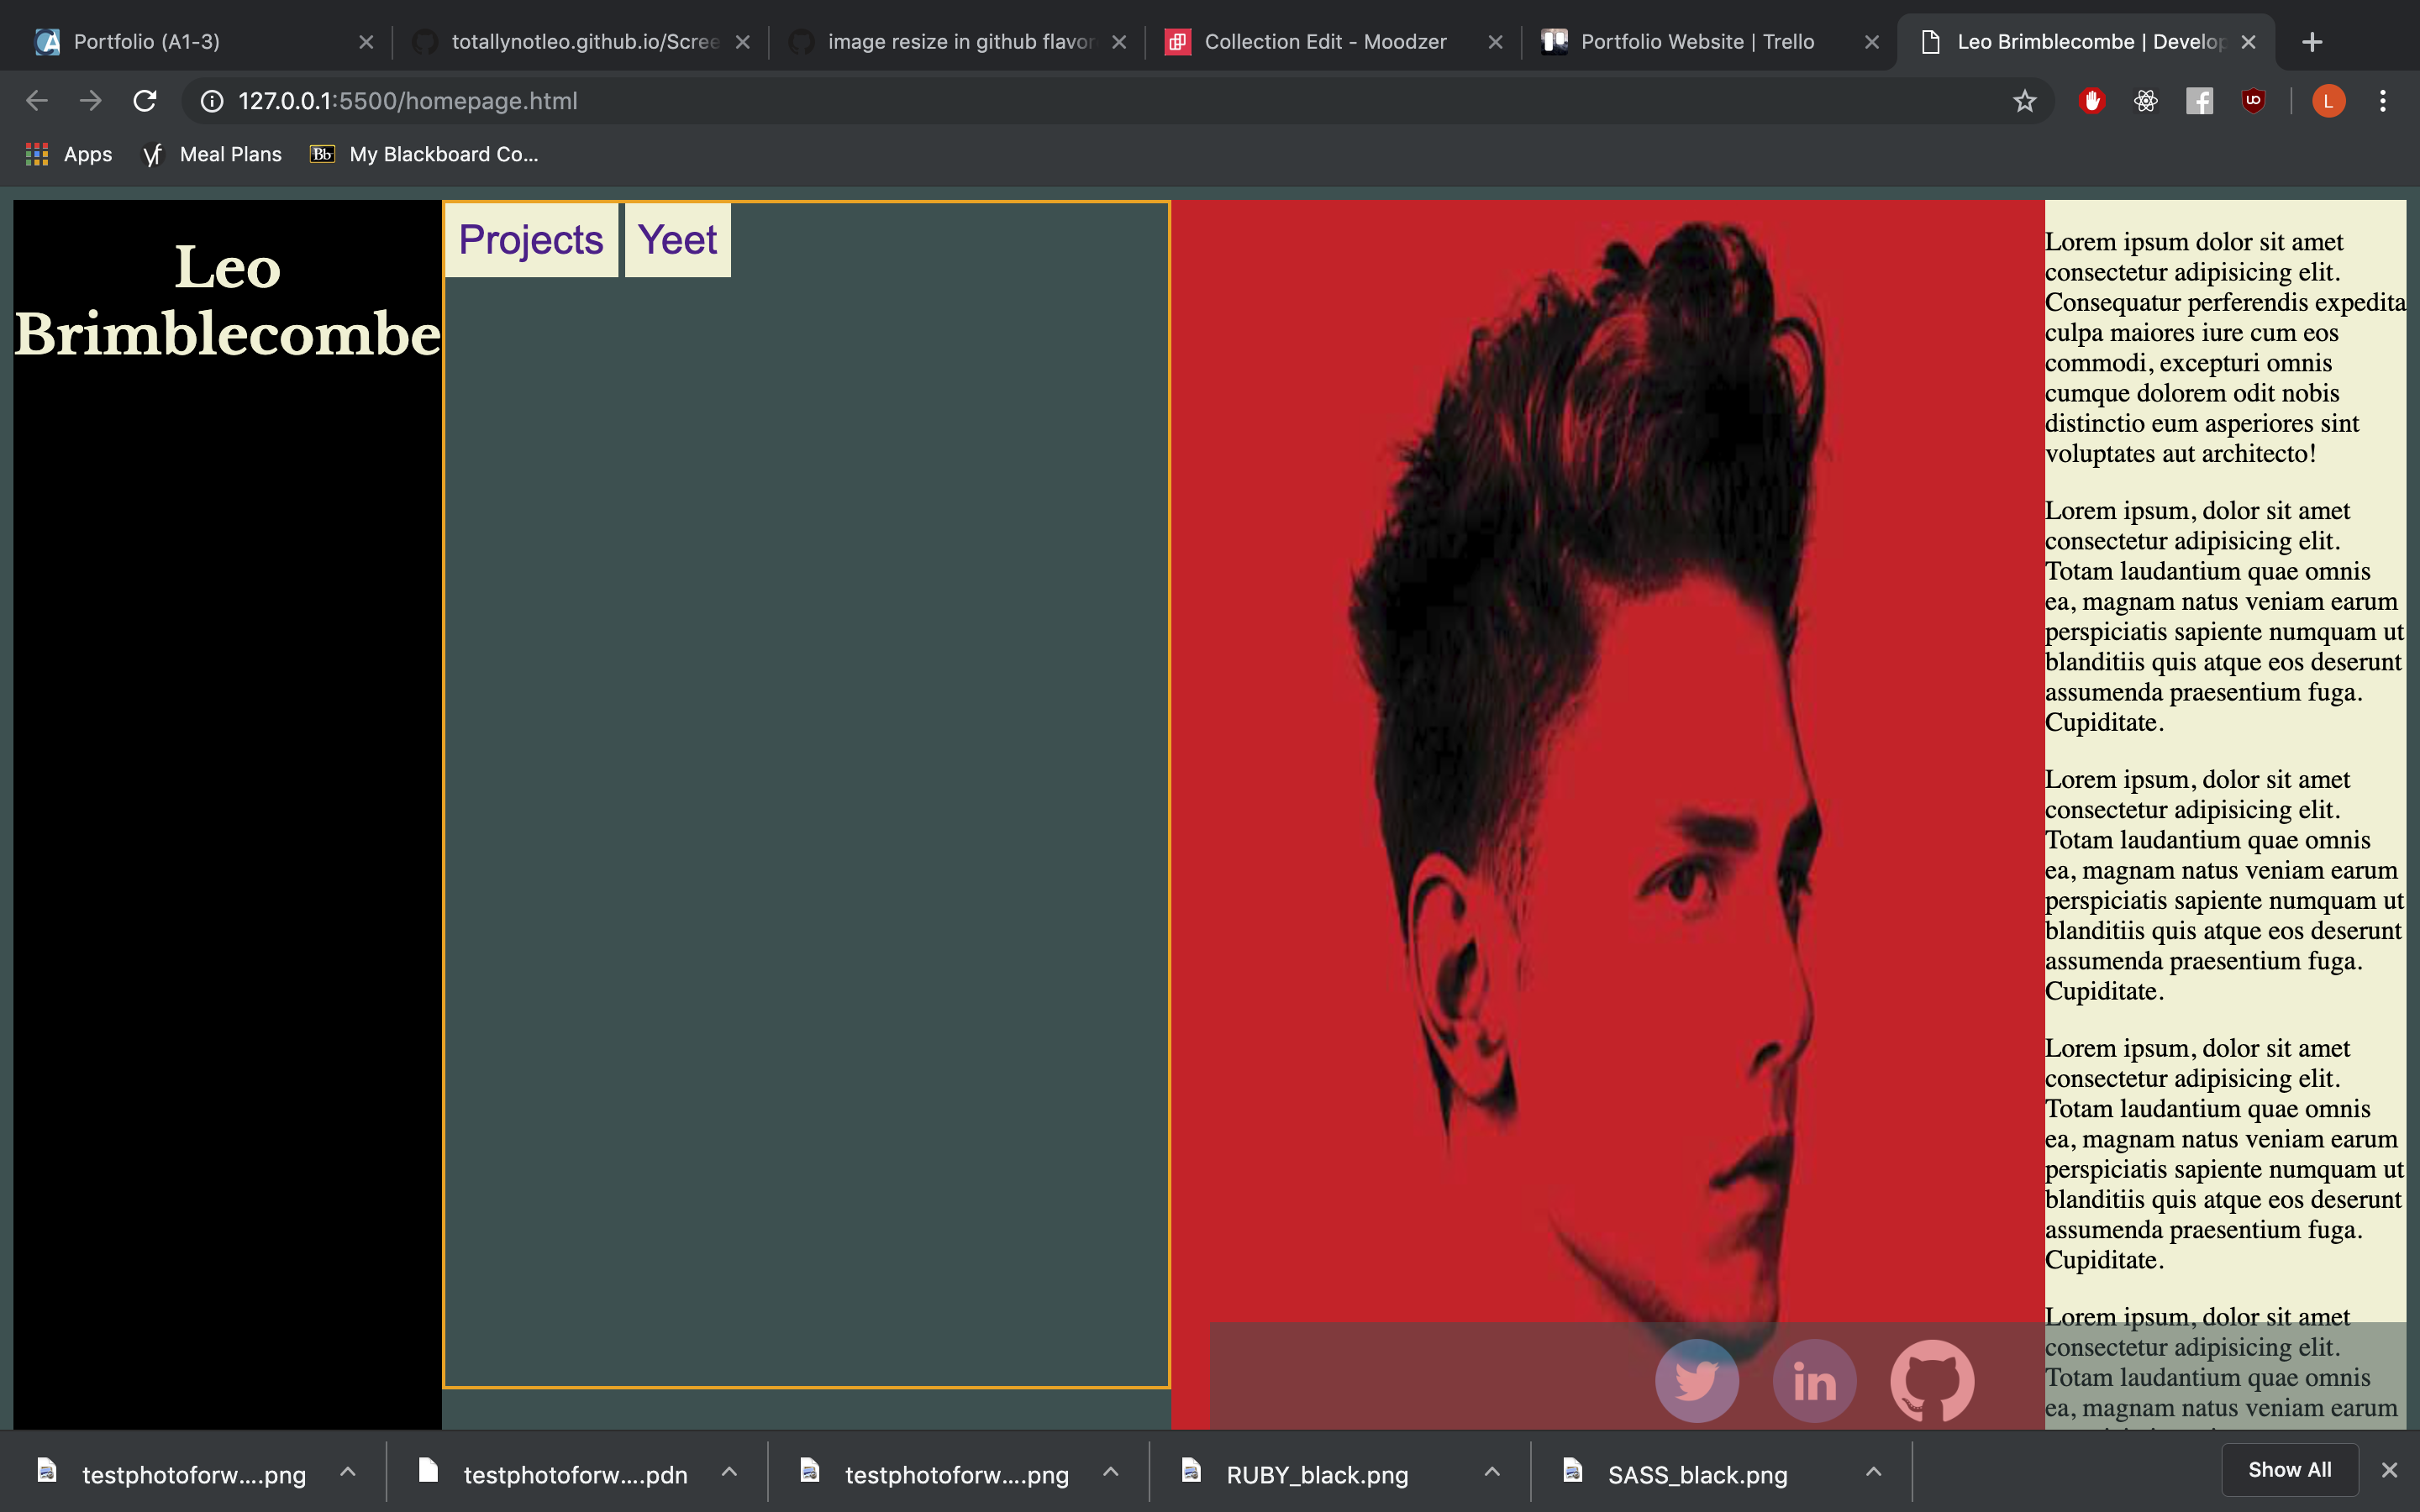 Portfolio (A1-3)
totallynotleo.github.io/Scree
image resize in github flavor
Collection Edit - Moodzer
Portfolio Website | Trello
Leo Brimblecombe | Develop
127.0.0.1:5500/homepage.html
L
Apps
Meal Plans
Bb
My Blackboard Co...
Leo
Brimblecombe
Projects
Yeet
Lorem ipsum dolor sit amet
consectetur adipisicing elit.
Consequatur perferendis expedita
culpa maiores iure cum eos
commodi, excepturi omnis
cumque dolorem odit nobis
distinctio eum asperiores sint
voluptates aut architecto!
Lorem ipsum, dolor sit amet
consectetur adipisicing elit.
Totam laudantium quae omnis
ea, magnam natus veniam earum
perspiciatis sapiente numquam ut
blanditiis quis atque eos deserunt
assumenda praesentium fuga.
Cupiditate.
Lorem ipsum, dolor sit amet
consectetur adipisicing elit.
Totam laudantium quae omnis
ea, magnam natus veniam earum
perspiciatis sapiente numquam ut
blanditiis quis atque eos deserunt
assumenda praesentium fuga.
Cupiditate.
Lorem ipsum, dolor sit amet
consectetur adipisicing elit.
Totam laudantium quae omnis
ea, magnam natus veniam earum
perspiciatis sapiente numquam ut
blanditiis quis atque eos deserunt
assumenda praesentium fuga.
Cupiditate.
Lorem ipsum, dolor sit amet
consectetur adipisicing elit.
Totam laudantium quae omnis
ea, magnam natus veniam earum
in
testphotoforw....png
testphotoforw....pdn
testphotoforw....png
RUBY_black.png
SASS_black.png
Show All